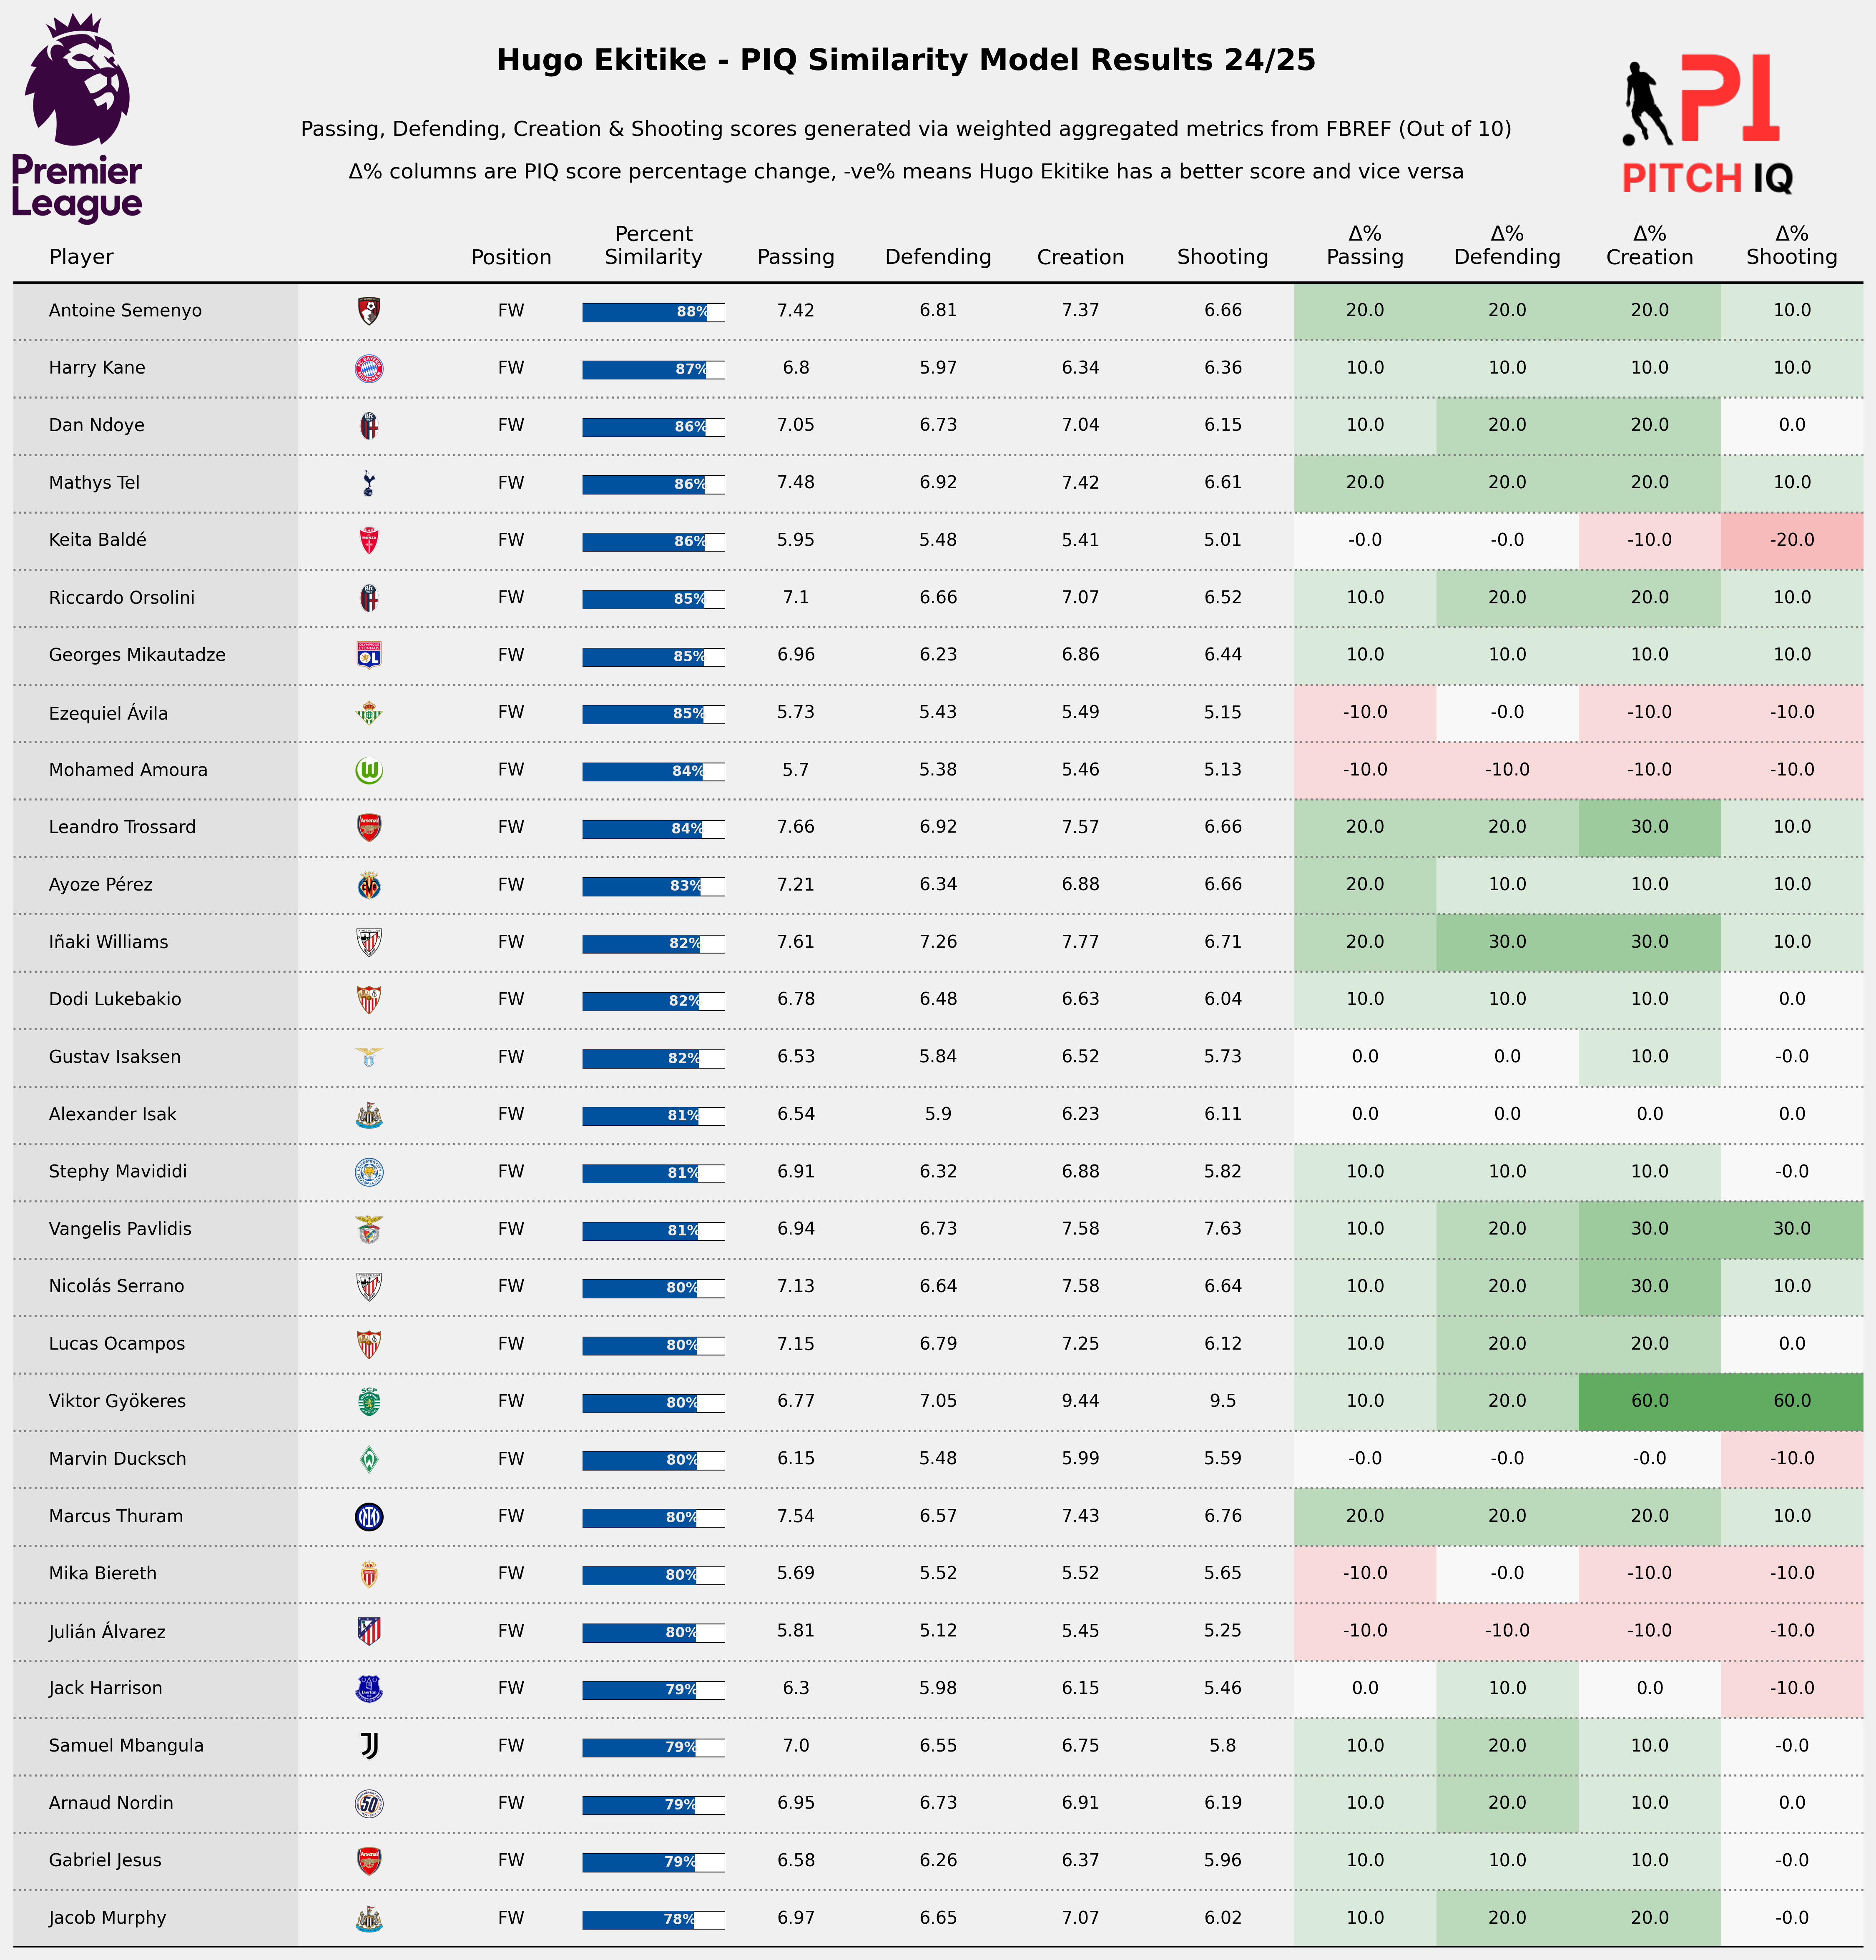 Hugo Ekitike - PIQ Similarity Model Results 24/25
Passing, Defending, Creation & Shooting scores generated via weighted aggregated metrics from FBREF (Out of 10)
Δ% columns are PIQ score percentage change, -ve% means Hugo Ekitike has a better score and vice versa
Premier
League
PI
PITCH IQ
Player Position Percent Similarity Passing Defending Creation Shooting Δ% Passing Δ% Defending Δ% Creation Δ% Shooting
Antoine Semenyo FW 88% 7.42 6.81 7.37 6.66 20.0 20.0 20.0 10.0
Harry Kane FW 87% 6.8 5.97 6.34 6.36 10.0 10.0 10.0 10.0
Dan Ndoye FW 86% 7.05 6.73 7.04 6.15 10.0 20.0 20.0 0.0
Mathys Tel FW 86% 7.48 6.92 7.42 6.61 20.0 20.0 20.0 10.0
Keita Baldé FW 86% 5.95 5.48 5.41 5.01 -0.0 -0.0 -10.0 -20.0
Riccardo Orsolini FW 85% 7.1 6.66 7.07 6.52 10.0 20.0 20.0 10.0
Georges Mikautadze FW 85% 6.96 6.23 6.86 6.44 10.0 10.0 10.0 10.0
Ezequiel Ávila FW 85% 5.73 5.43 5.49 5.15 -10.0 -0.0 -10.0 -10.0
Mohamed Amoura FW 84% 5.7 5.38 5.46 5.13 -10.0 -10.0 -10.0 -10.0
Leandro Trossard FW 84% 7.66 6.92 7.57 6.66 20.0 20.0 30.0 10.0
Ayoze Pérez FW 83% 7.21 6.34 6.88 6.66 20.0 10.0 10.0 10.0
Iñaki Williams FW 82% 7.61 7.26 7.77 6.71 20.0 30.0 30.0 10.0
Dodi Lukebakio FW 82% 6.78 6.48 6.63 6.04 10.0 10.0 10.0 0.0
Gustav Isaksen FW 82% 6.53 5.84 6.52 5.73 0.0 0.0 10.0 -0.0
Alexander Isak FW 81% 6.54 5.9 6.23 6.11 0.0 0.0 0.0 0.0
Stephy Mavididi FW 81% 6.91 6.32 6.88 5.82 10.0 10.0 10.0 -0.0
Vangelis Pavlidis FW 81% 6.94 6.73 7.58 7.63 10.0 20.0 30.0 30.0
Nicolás Serrano FW 80% 7.13 6.64 7.58 6.64 10.0 20.0 30.0 10.0
Lucas Ocampos FW 80% 7.15 6.79 7.25 6.12 10.0 20.0 20.0 0.0
Viktor Gyökeres FW 80% 6.77 7.05 9.44 9.5 10.0 20.0 60.0 60.0
Marvin Ducksch FW 80% 6.15 5.48 5.99 5.59 -0.0 -0.0 -0.0 -10.0
Marcus Thuram FW 80% 7.54 6.57 7.43 6.76 20.0 20.0 20.0 10.0
Mika Biereth FW 80% 5.69 5.52 5.52 5.65 -10.0 -0.0 -10.0 -10.0
Julián Álvarez FW 80% 5.81 5.12 5.45 5.25 -10.0 -10.0 -10.0 -10.0
Jack Harrison FW 79% 6.3 5.98 6.15 5.46 0.0 10.0 0.0 -10.0
Samuel Mbangula FW 79% 7.0 6.55 6.75 5.8 10.0 20.0 10.0 -0.0
Arnaud Nordin FW 79% 6.95 6.73 6.91 6.19 10.0 20.0 10.0 0.0
Gabriel Jesus FW 79% 6.58 6.26 6.37 5.96 10.0 10.0 10.0 -0.0
Jacob Murphy FW 78% 6.97 6.65 7.07 6.02 10.0 20.0 20.0 -0.0